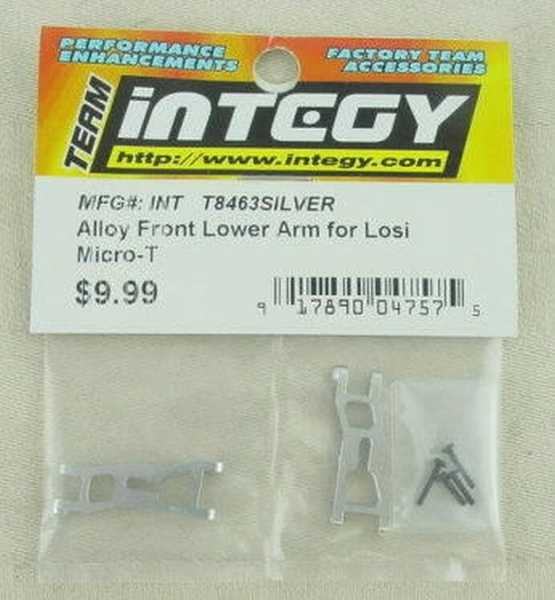 PERFORMANCE
ENHANCEMENTS
FACTORY TEAM
ACCESSORIES
TEAM
iNTEGY
http://www.integy.com
MFG#: INT T8463SILVER
Alloy Front Lower Arm for Losi
Micro-T
$9.99
9 17890 04757 5